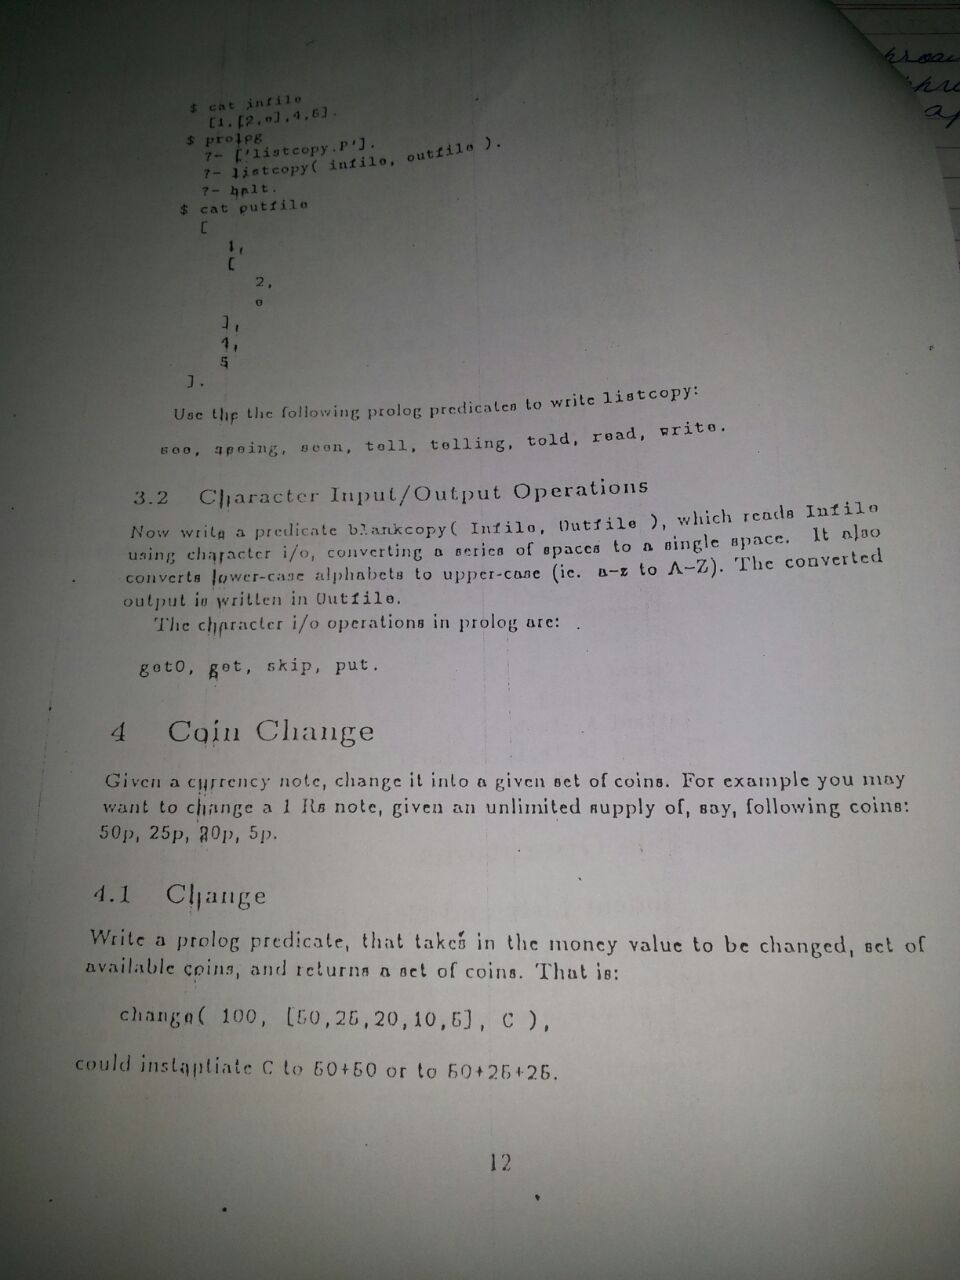 $ cat infile
[1,[2,e],4,5].
$ prolog
?- ['listcopy.P'].
?- listcopy( infile, outfile ).
?- halt.
$ cat outfile
[
1,
[
2,
e
],
4,
5
].
Use the the following prolog predicates to write listcopy:
see, seeing, seen, tell, telling, told, read, write.
3.2 Character Input/Output Operations
Now write a predicate blankcopy( Infile, Outfile ), which reads Infile
using character i/o, converting a series of spaces to a single space. It also
converts lower-case alphabets to upper-case (ie. a-z to A-Z). The converted
output is written in Outfile.
The character i/o operations in prolog are:
get0, get, skip, put.
4 Coin Change
Given a currency note, change it into a given set of coins. For example you may
want to change a 1 Rs note, given an unlimited supply of, say, following coins:
50p, 25p, 20p, 5p.
4.1 Change
Write a prolog predicate, that takes in the money value to be changed, set of
available coins, and returns a set of coins. That is:
change( 100, [50,25,20,10,5], C ),
could instantiate C to 50+50 or to 50+25+25.
12